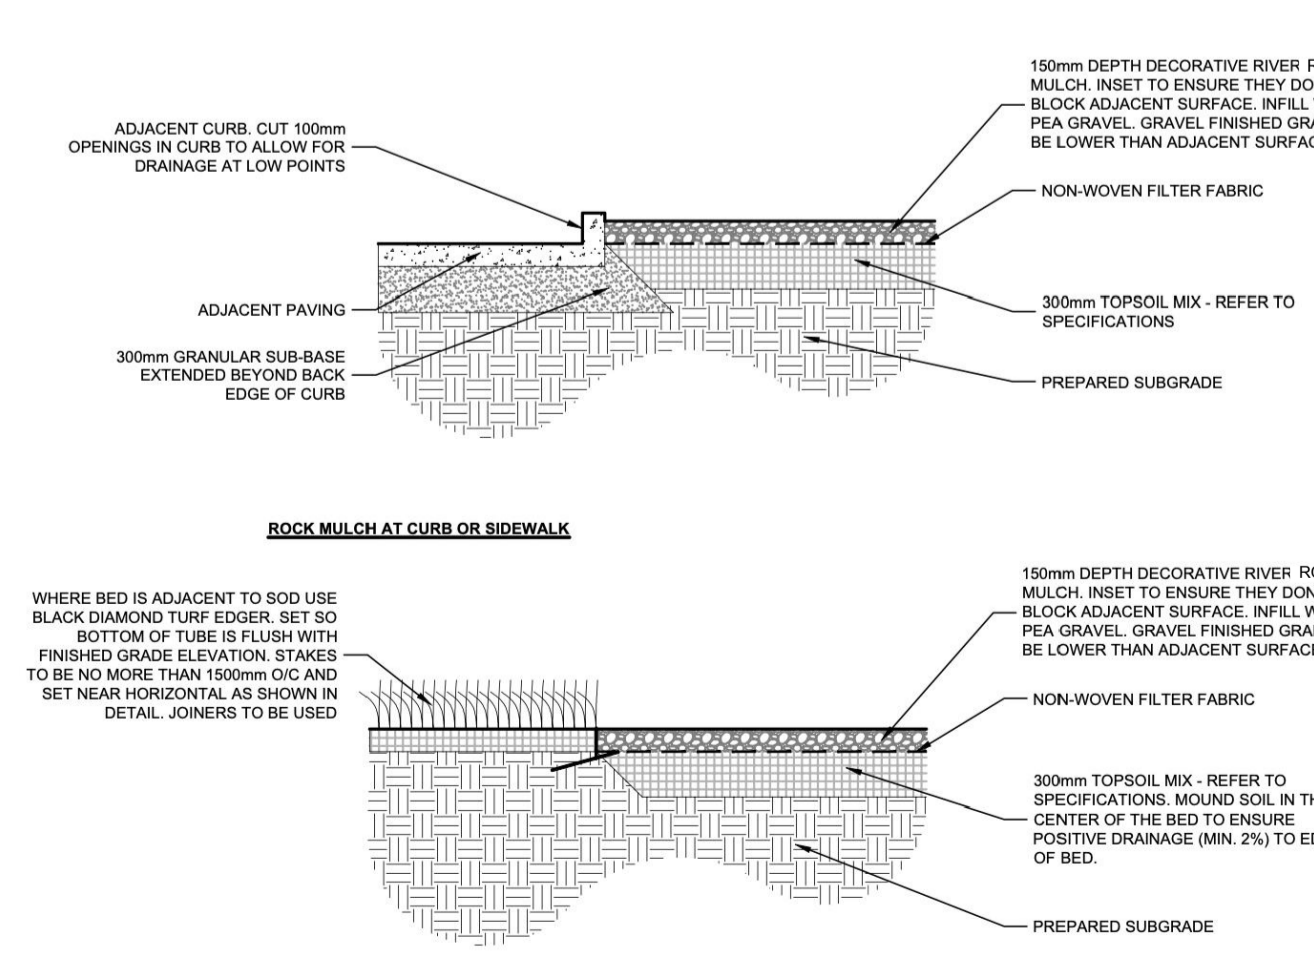 150mm DEPTH DECORATIVE RIVER
MULCH. INSET TO ENSURE THEY DO
BLOCK ADJACENT SURFACE. INFILL
PEA GRAVEL. GRAVEL FINISHED
BE LOWER THAN ADJACENT
ADJACENT CURB. CUT 100mm
OPENINGS IN CURB TO ALLOW FOR
DRAINAGE AT LOW POINTS
NON-WOVEN FILTER FABRIC
ADJACENT PAVING
300mm TOPSOIL MIX - REFER TO
SPECIFICATIONS
300mm GRANULAR SUB-BASE
EXTENDED BEYOND BACK
EDGE OF CURB
PREPARED SUBGRADE
ROCK MULCH AT CURB OR SIDEWALK
150mm DEPTH DECORATIVE RIVER
MULCH. INSET TO ENSURE THEY
BLOCK ADJACENT SURFACE. INFILL
PEA GRAVEL. GRAVEL FINISHED
BE LOWER THAN ADJACENT
WHERE BED IS ADJACENT TO SOD USE
BLACK DIAMOND TURF EDGER. SET SO
BOTTOM OF TUBE IS FLUSH WITH
FINISHED GRADE ELEVATION. STAKES
TO BE NO MORE THAN 1500mm O/C AND
SET NEAR HORIZONTAL AS SHOWN IN
DETAIL. JOINERS TO BE USED
NON-WOVEN FILTER FABRIC
300mm TOPSOIL MIX - REFER TO
SPECIFICATIONS. MOUND SOIL IN
CENTER OF THE BED TO ENSURE
POSITIVE DRAINAGE (MIN. 2%) TO
OF BED.
PREPARED SUBGRADE